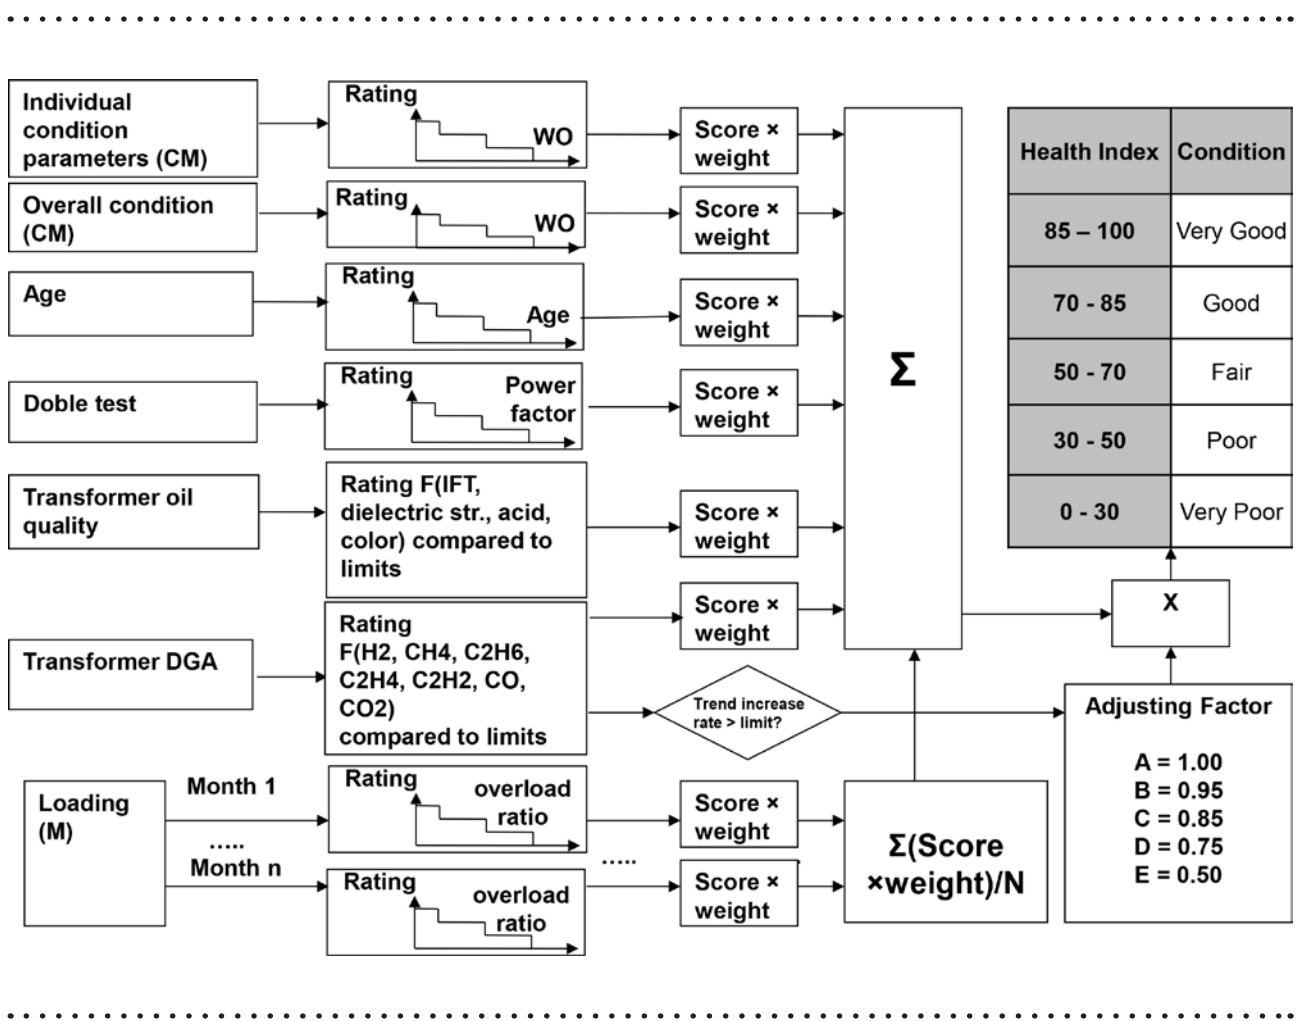 Individual
condition
parameters (CM)
Rating
WO
Score ×
weight
Overall condition
(CM)
Rating
WO
Score ×
weight
Age
Rating
Age
Score ×
weight
Doble test
Rating
Power
factor
Score ×
weight
Transformer oil
quality
Rating F(IFT,
dielectric str., acid,
color) compared to
limits
Score ×
weight
Transformer DGA
Rating
F(H2, CH4, C2H6,
C2H4, C2H2, CO,
CO2)
compared to limits
Score ×
weight
Trend increase
rate > limit?
Loading
(M)
Month 1
.....
Month n
Rating
overload
ratio
Score ×
weight
.....
Rating
overload
ratio
Score ×
weight
Σ
Σ(Score
×weight)/N
Health Index Condition
85 – 100 Very Good
70 - 85 Good
50 - 70 Fair
30 - 50 Poor
0 - 30 Very Poor
X
Adjusting Factor
A = 1.00
B = 0.95
C = 0.85
D = 0.75
E = 0.50